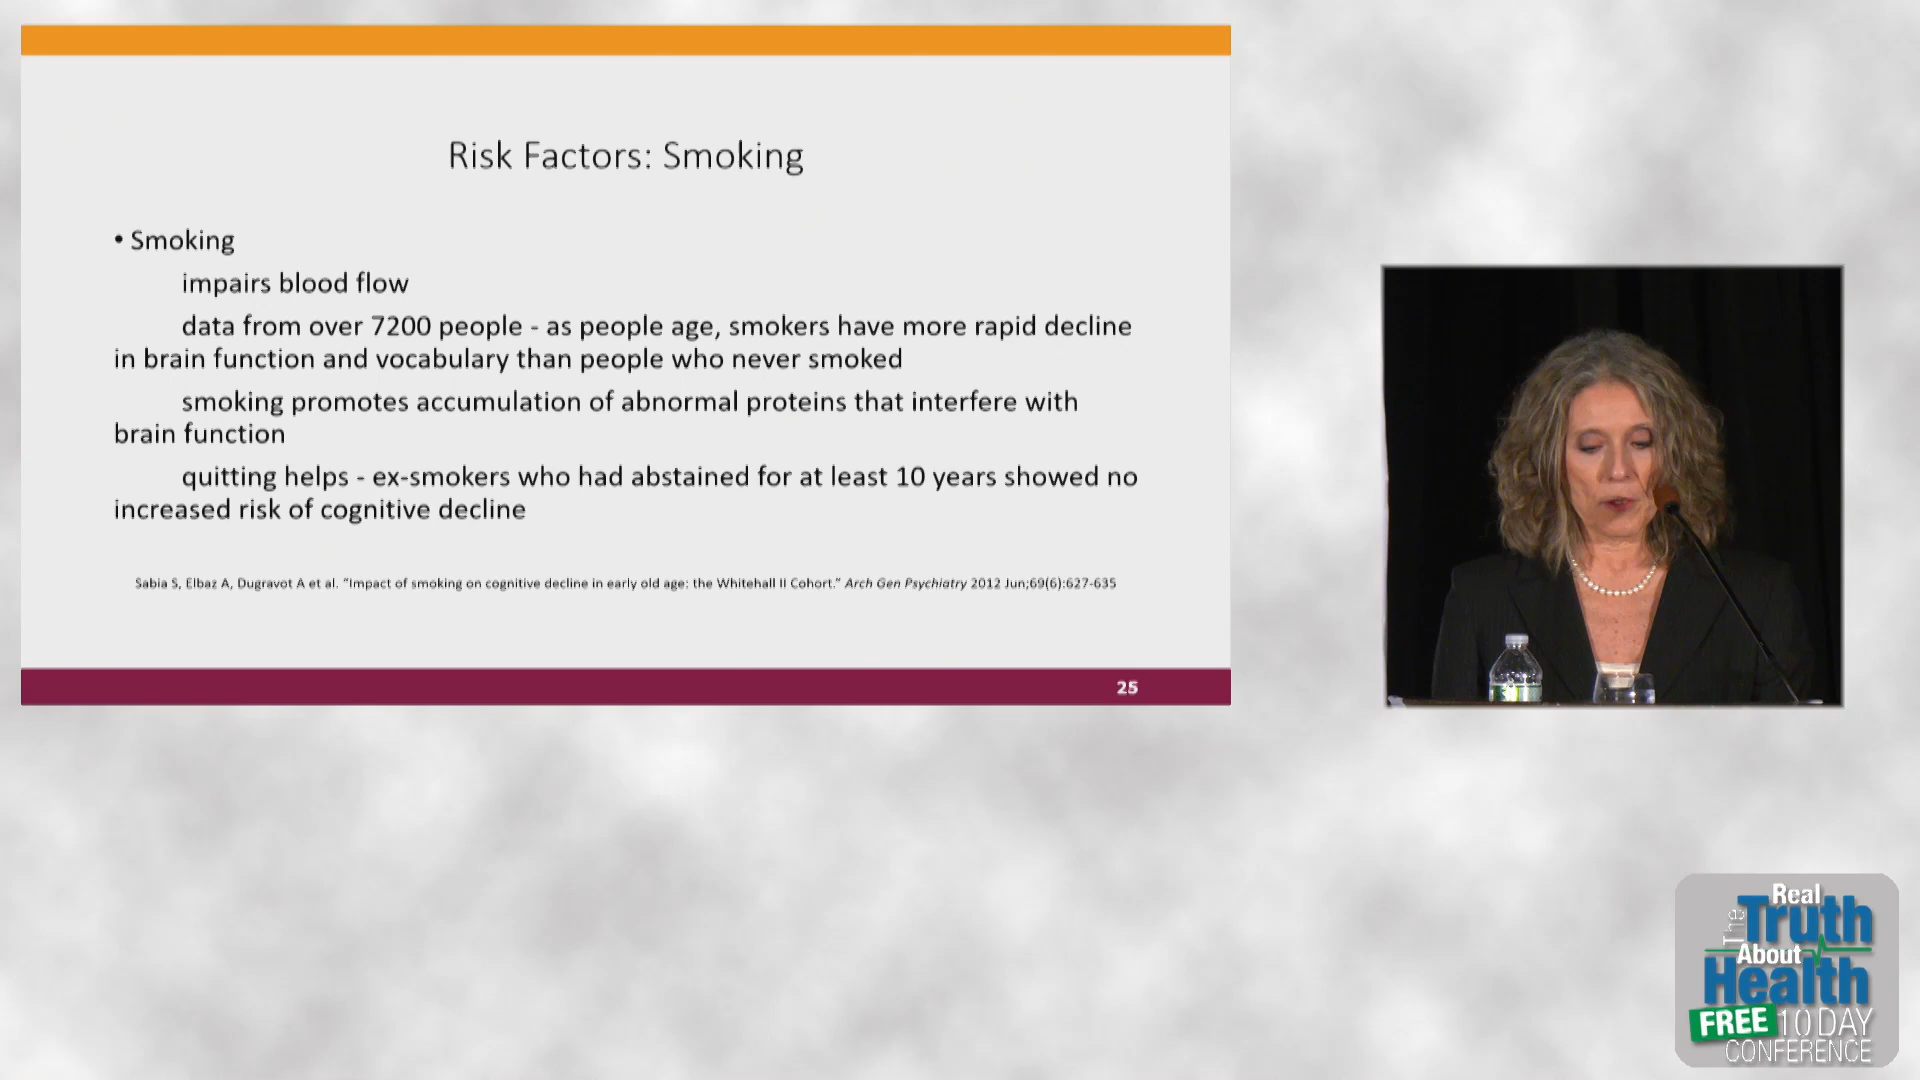 Risk Factors: Smoking
• Smoking
impairs blood flow
data from over 7200 people - as people age, smokers have more rapid decline
in brain function and vocabulary than people who never smoked
smoking promotes accumulation of abnormal proteins that interfere with
brain function
quitting helps - ex-smokers who had abstained for at least 10 years showed no
increased risk of cognitive decline
Sabia S, Elbaz A, Dugravot A et al. "Impact of smoking on cognitive decline in early old age: the Whitehall II Cohort." Arch Gen Psychiatry 2012 Jun;69(6):627-635
25
The Real
Truth
About
Health
FREE 10 DAY
CONFERENCE